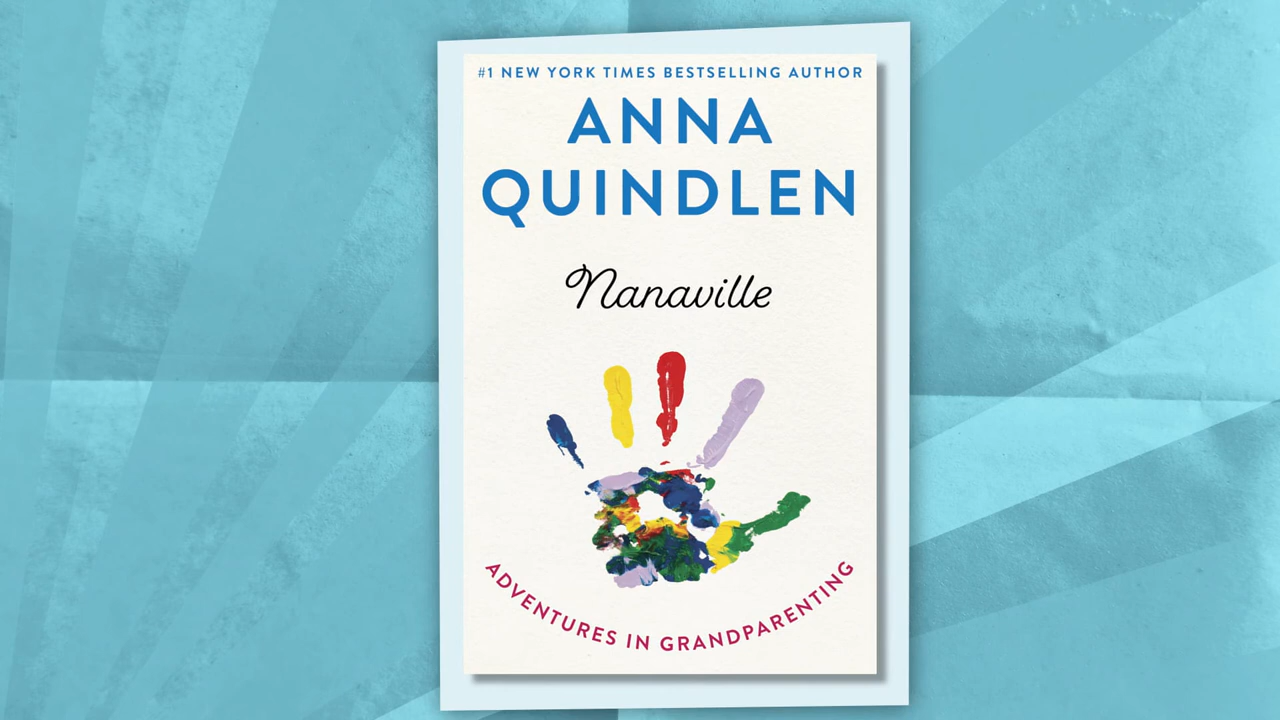 #1 NEW YORK TIMES BESTSELLING AUTHOR
ANNA
QUINDLEN
Nanaville
ADVENTURES IN GRANDPARENTING